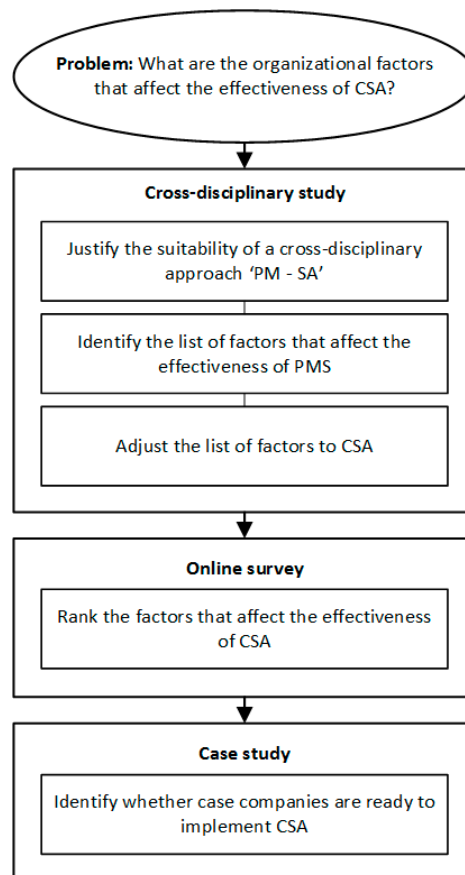 Problem: What are the organizational factors
that affect the effectiveness of CSA?
Cross-disciplinary study
Justify the suitability of a cross-disciplinary
approach ‘PM - SA’
Identify the list of factors that affect the
effectiveness of PMS
Adjust the list of factors to CSA
Online survey
Rank the factors that affect the effectiveness
of CSA
Case study
Identify whether case companies are ready to
implement CSA